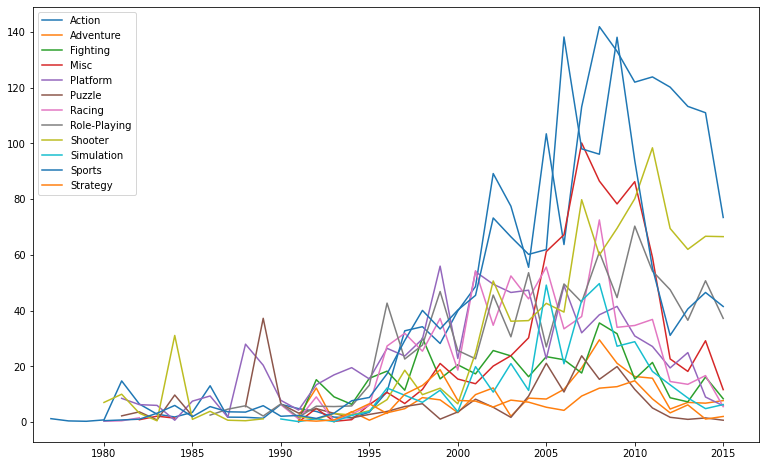 Action
Adventure
Fighting
Misc
Platform
Puzzle
Racing
Role-Playing
Shooter
Simulation
Sports
Strategy
140
120
100
80
60
40
20
0
1980 1985 1990 1995 2000 2005 2010 2015